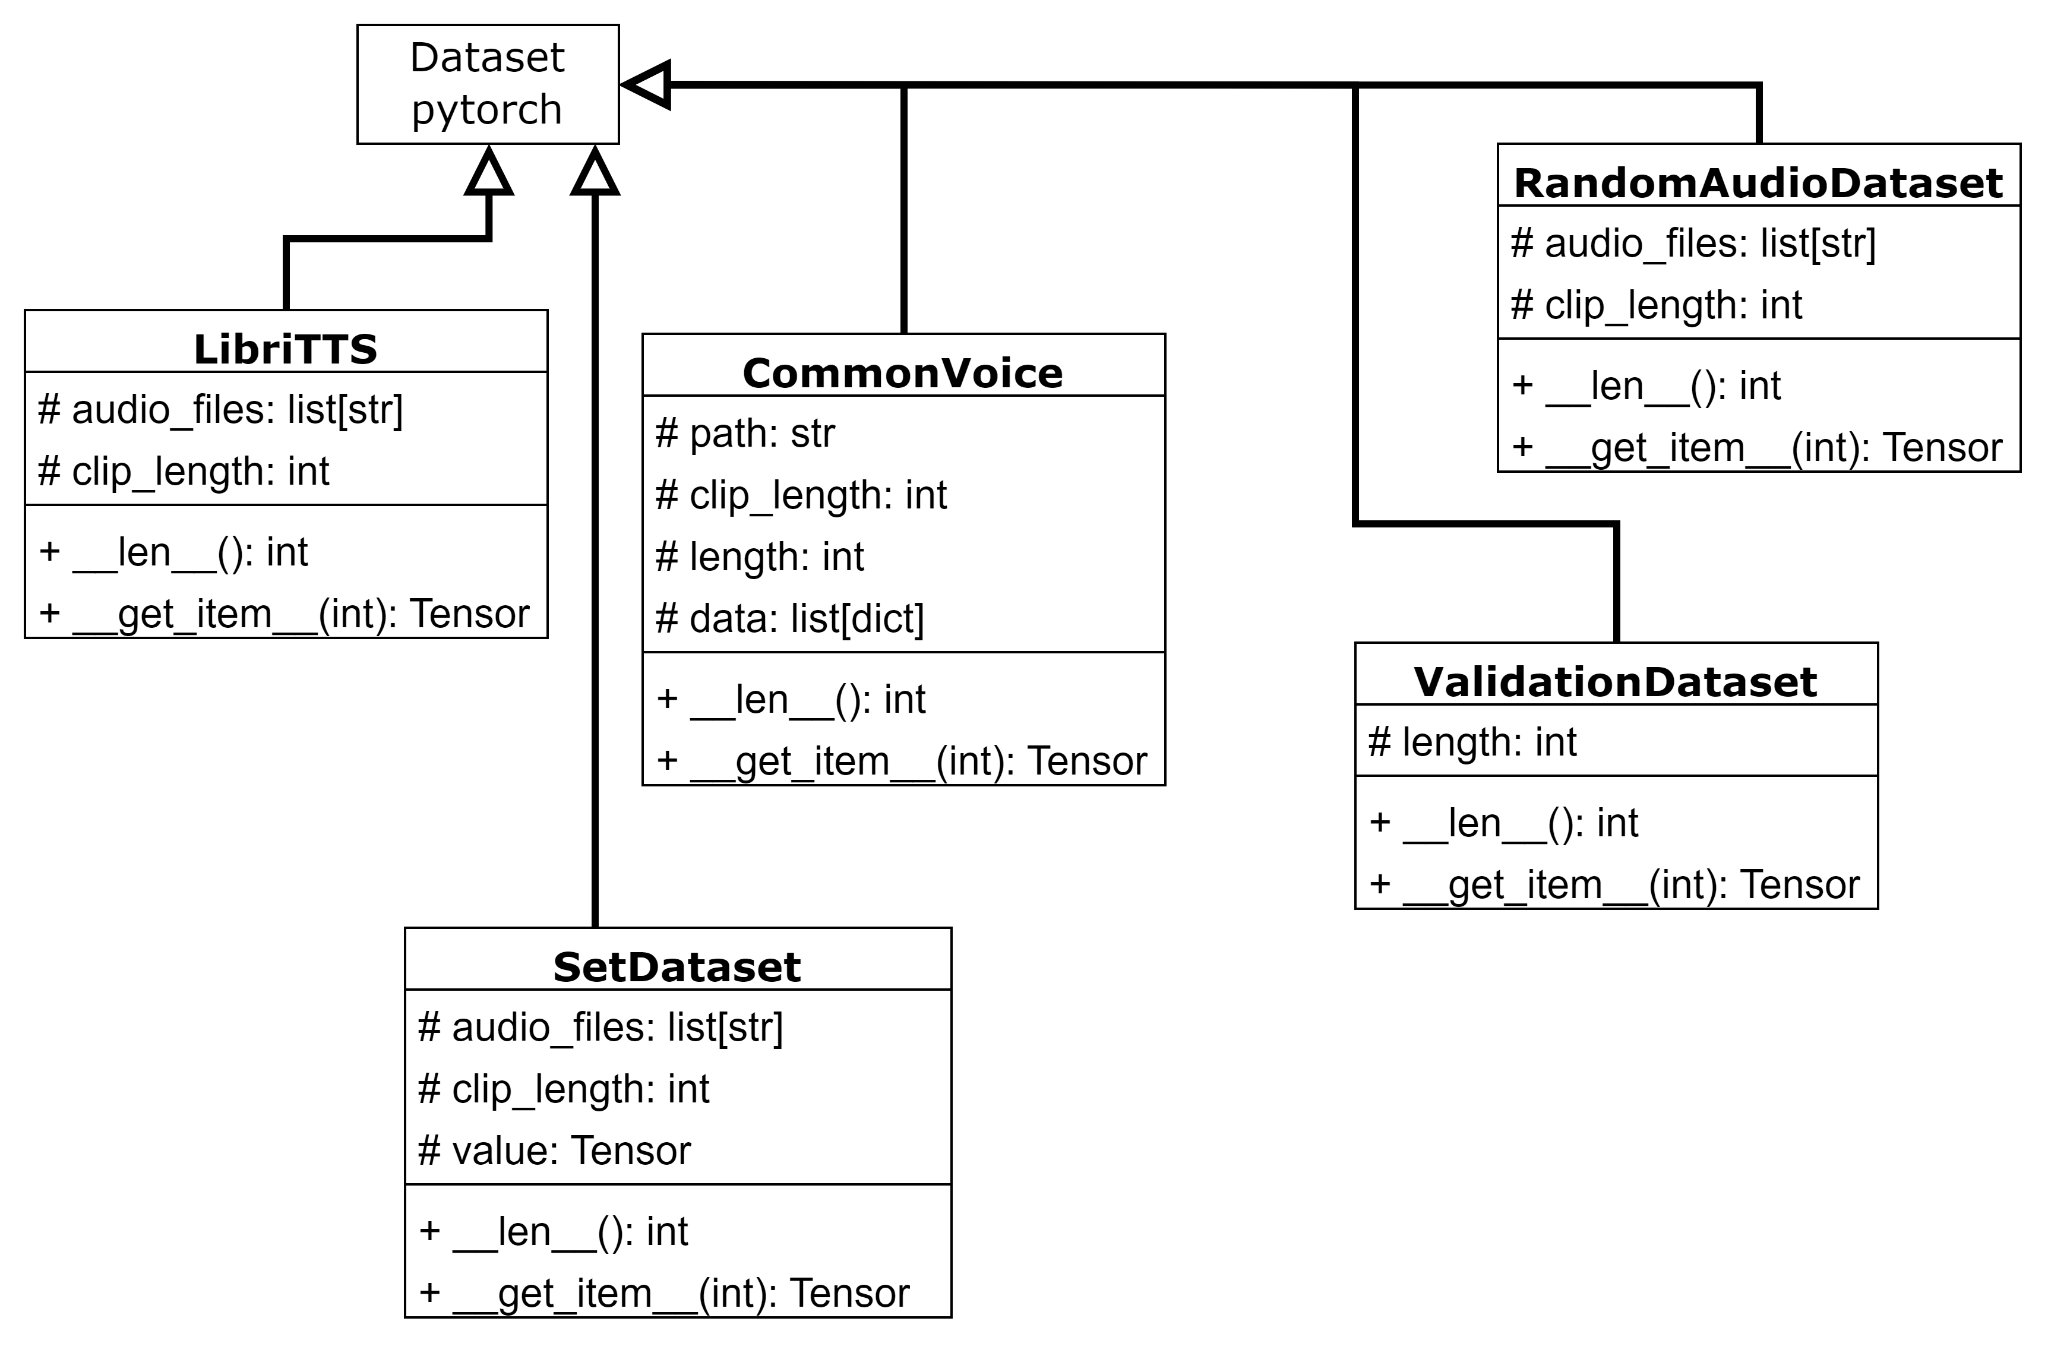 Dataset
pytorch
RandomAudioDataset
# audio_files: list[str]
# clip_length: int
+ __len__(): int
+ __get_item__(int): Tensor
LibriTTS
# audio_files: list[str]
# clip_length: int
+ __len__(): int
+ __get_item__(int): Tensor
CommonVoice
# path: str
# clip_length: int
# length: int
# data: list[dict]
+ __len__(): int
+ __get_item__(int): Tensor
ValidationDataset
# length: int
+ __len__(): int
+ __get_item__(int): Tensor
SetDataset
# audio_files: list[str]
# clip_length: int
# value: Tensor
+ __len__(): int
+ __get_item__(int): Tensor